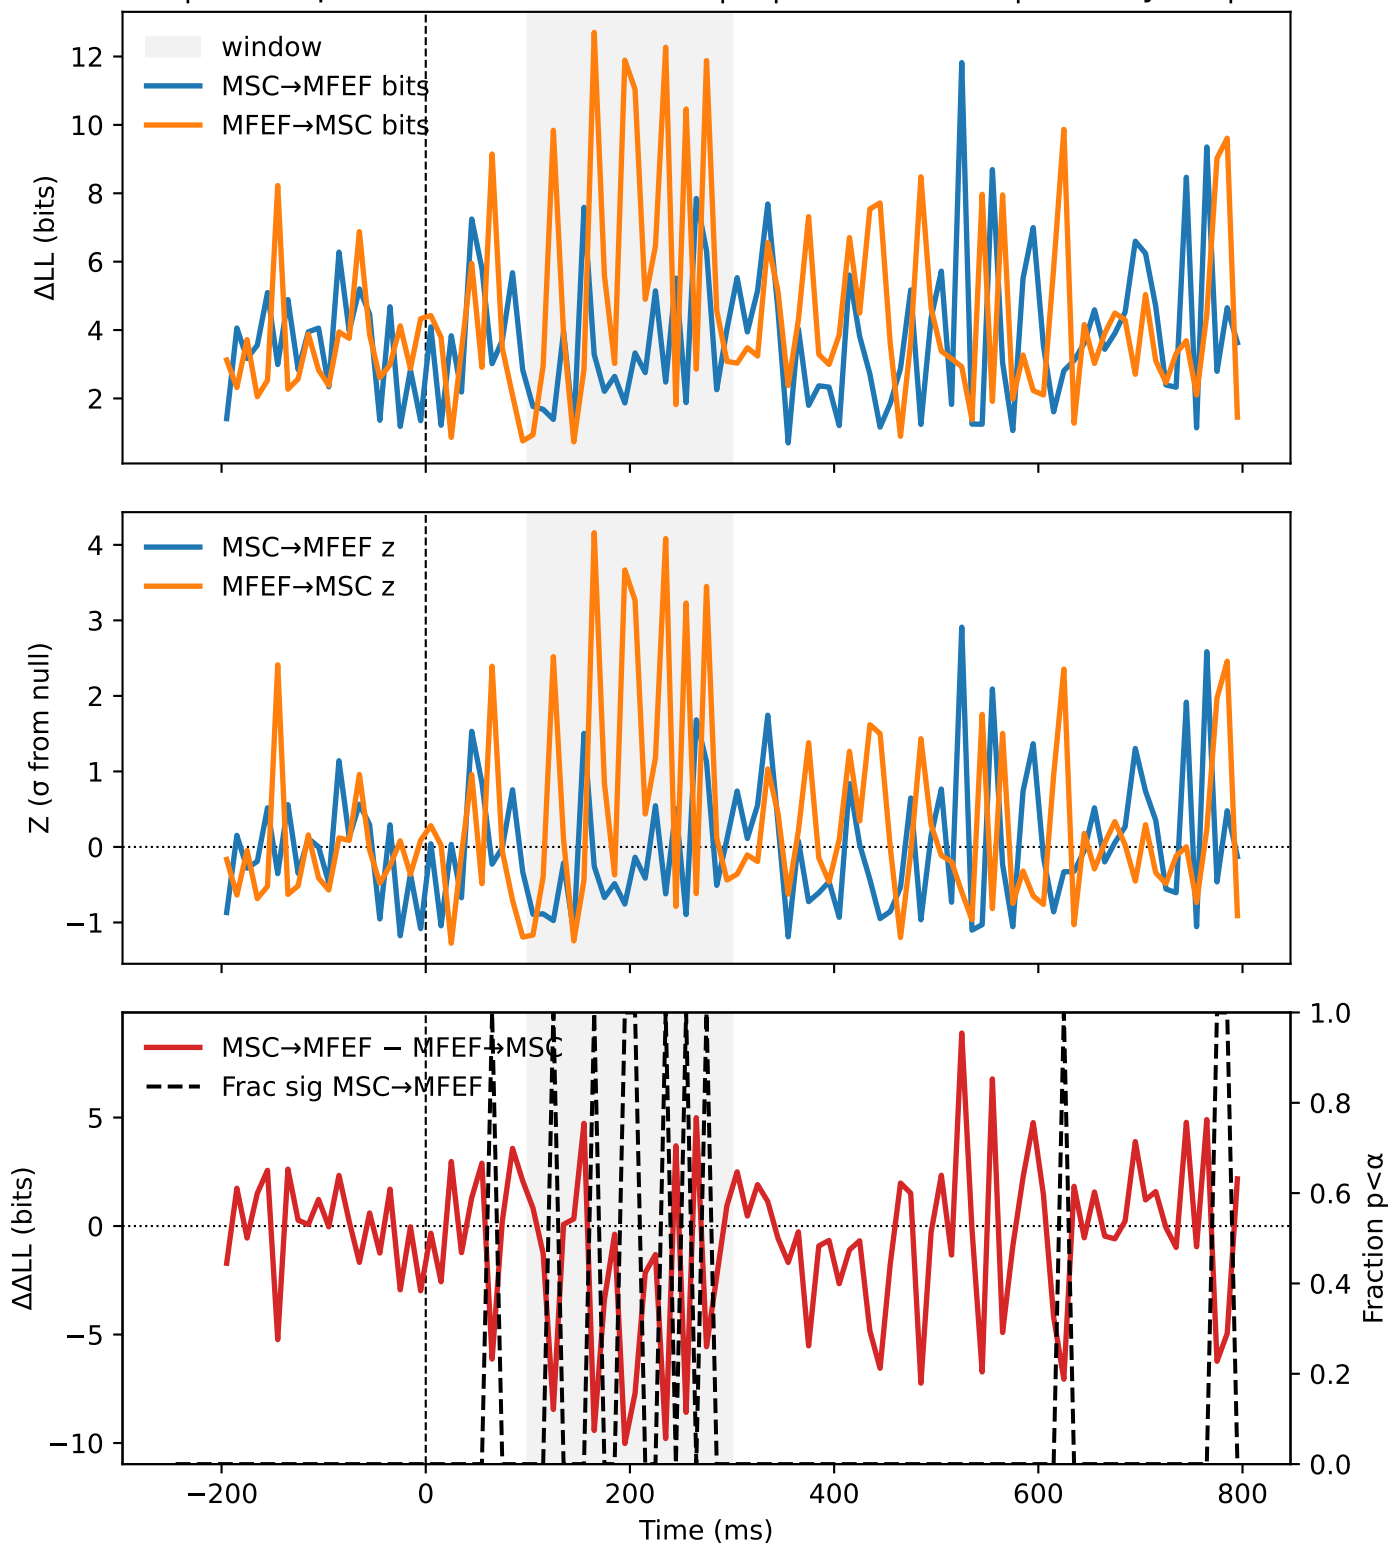 window
MSC→MFEF bits
MFEF→MSC bits
12
10
8
6
4
2
ΔLL (bits)
MSC→MFEF z
MFEF→MSC z
4
3
2
1
0
−1
Z (σ from null)
MSC→MFEF − MFEF→MSC
Frac sig MSC→MFEF
5
0
−5
−10
ΔΔLL (bits)
1.0
0.8
0.6
0.4
0.2
0.0
Fraction p<α
−200 0 200 400 600 800
Time (ms)